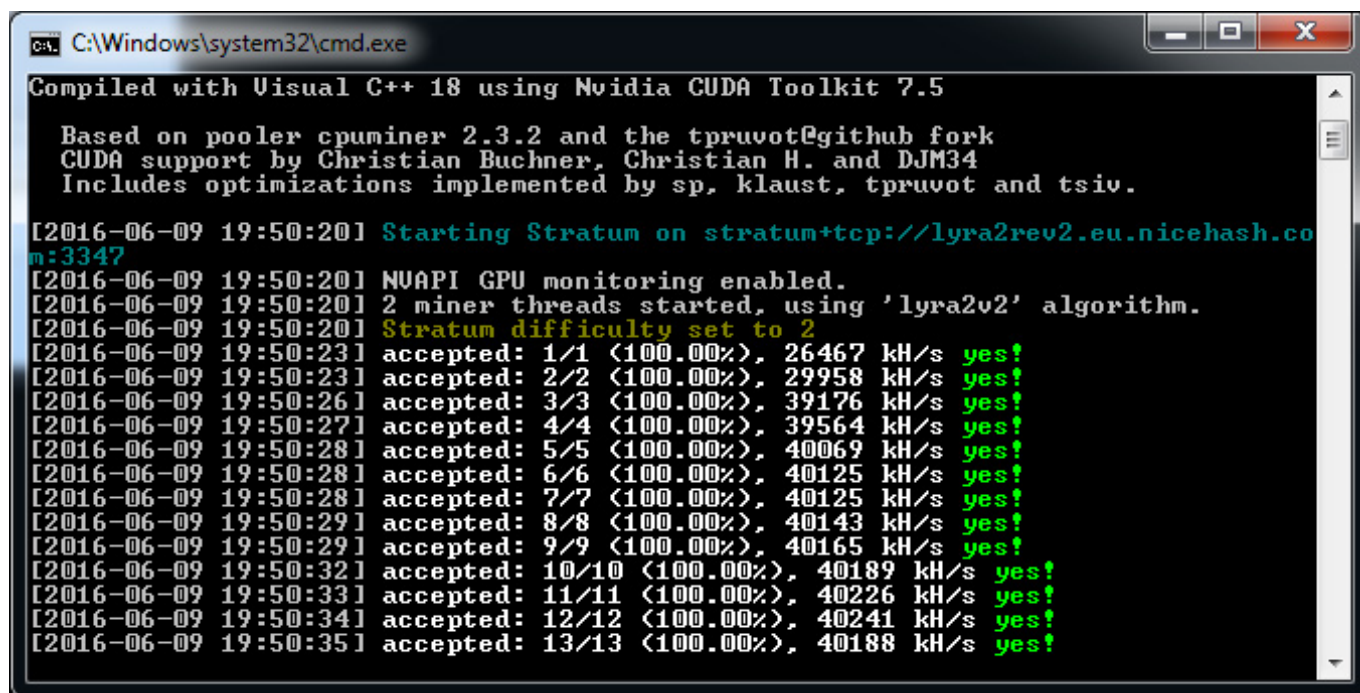 C:\Windows\system32\cmd.exe
Compiled with Visual C++ 18 using Nvidia CUDA Toolkit 7.5
Based on pooler cpuminer 2.3.2 and the tpruvot@github fork
CUDA support by Christian Buchner, Christian H. and DJM34
Includes optimizations implemented by sp, klaust, tpruvot and tsiv.
[2016-06-09 19:50:20] Starting Stratum on stratum+tcp://lyra2rev2.eu.nicehash.co
m:3347
[2016-06-09 19:50:20] NVAPI GPU monitoring enabled.
[2016-06-09 19:50:20] 2 miner threads started, using 'lyra2v2' algorithm.
[2016-06-09 19:50:20] Stratum difficulty set to 2
[2016-06-09 19:50:23] accepted: 1/1 (100.00%), 26467 kH/s yes!
[2016-06-09 19:50:23] accepted: 2/2 (100.00%), 29958 kH/s yes!
[2016-06-09 19:50:26] accepted: 3/3 (100.00%), 39176 kH/s yes!
[2016-06-09 19:50:27] accepted: 4/4 (100.00%), 39564 kH/s yes!
[2016-06-09 19:50:28] accepted: 5/5 (100.00%), 40069 kH/s yes!
[2016-06-09 19:50:28] accepted: 6/6 (100.00%), 40125 kH/s yes!
[2016-06-09 19:50:28] accepted: 7/7 (100.00%), 40125 kH/s yes!
[2016-06-09 19:50:29] accepted: 8/8 (100.00%), 40143 kH/s yes!
[2016-06-09 19:50:29] accepted: 9/9 (100.00%), 40165 kH/s yes!
[2016-06-09 19:50:32] accepted: 10/10 (100.00%), 40189 kH/s yes!
[2016-06-09 19:50:33] accepted: 11/11 (100.00%), 40226 kH/s yes!
[2016-06-09 19:50:34] accepted: 12/12 (100.00%), 40241 kH/s yes!
[2016-06-09 19:50:35] accepted: 13/13 (100.00%), 40188 kH/s yes!